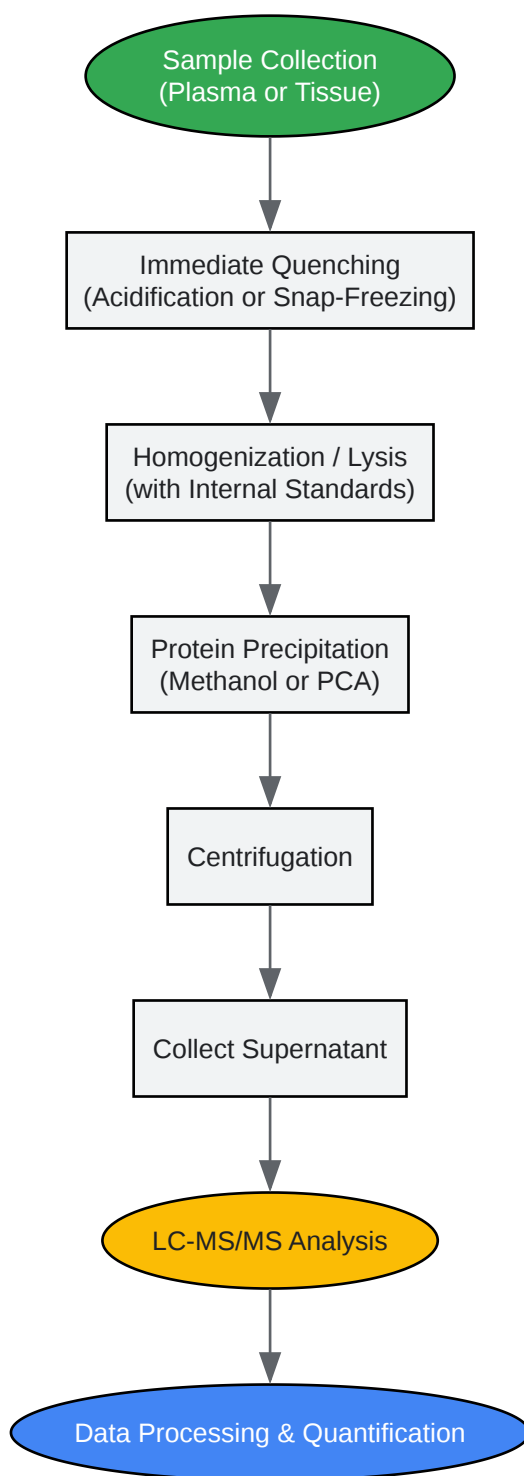 Sample Collection
(Plasma or Tissue)
Immediate Quenching
(Acidification or Snap-Freezing)
Homogenization / Lysis
(with Internal Standards)
Protein Precipitation
(Methanol or PCA)
Centrifugation
Collect Supernatant
LC-MS/MS Analysis
Data Processing & Quantification